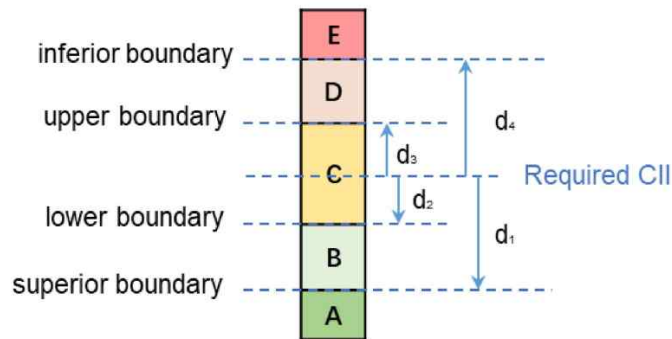 E
inferior boundary
D
d₄
upper boundary
d₃
C
Required CII
d₂
lower boundary
d₁
B
superior boundary
A